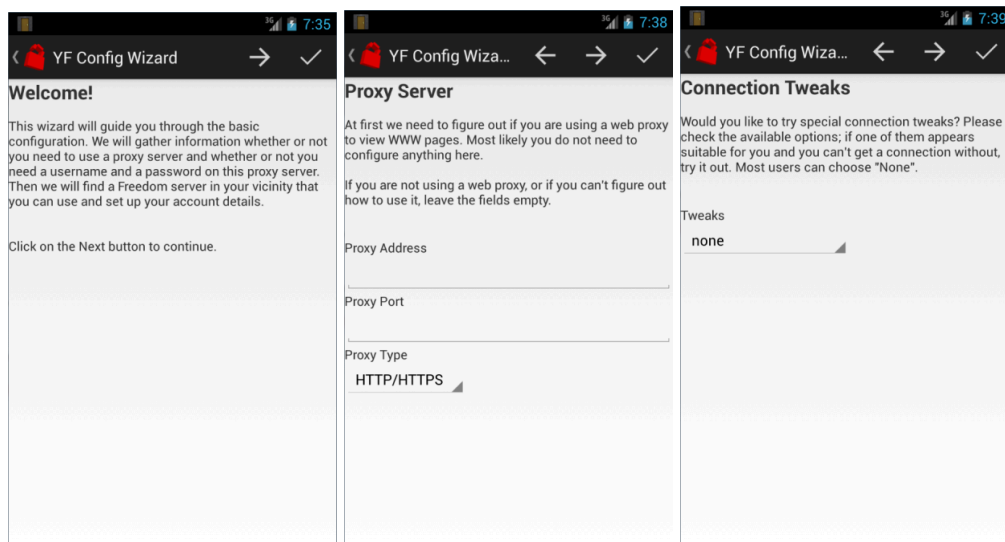 3G 7:35
YF Config Wizard
Welcome!
This wizard will guide you through the basic
configuration. We will gather information whether or not
you need to use a proxy server and whether or not you
need a username and a password on this proxy server.
Then we will find a Freedom server in your vicinity that
you can use and set up your account details.
Click on the Next button to continue.
3G 7:38
YF Config Wiza...
Proxy Server
At first we need to figure out if you are using a web proxy
to view WWW pages. Most likely you do not need to
configure anything here.
If you are not using a web proxy, or if you can't figure out
how to use it, leave the fields empty.
Proxy Address
Proxy Port
Proxy Type
HTTP/HTTPS
3G 7:39
YF Config Wiza...
Connection Tweaks
Would you like to try special connection tweaks? Please
check the available options; if one of them appears
suitable for you and you can't get a connection without,
try it out. Most users can choose "None".
Tweaks
none